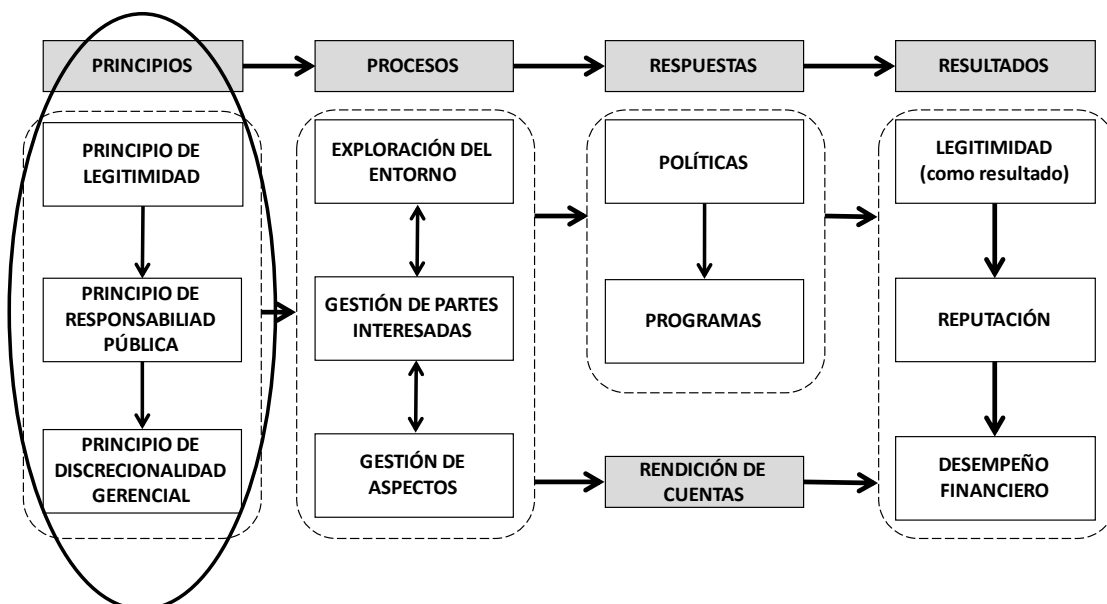 PRINCIPIOS
PROCESOS
RESPUESTAS
RESULTADOS
PRINCIPIO DE
LEGITIMIDAD
PRINCIPIO DE
RESPONSABILIAD
PÚBLICA
PRINCIPIO DE
DISCRECIONALIDAD
GERENCIAL
EXPLORACIÓN DEL
ENTORNO
GESTIÓN DE PARTES
INTERESADAS
GESTIÓN DE
ASPECTOS
POLÍTICAS
PROGRAMAS
RENDICIÓN DE
CUENTAS
LEGITIMIDAD
(como resultado)
REPUTACIÓN
DESEMPEÑO
FINANCIERO